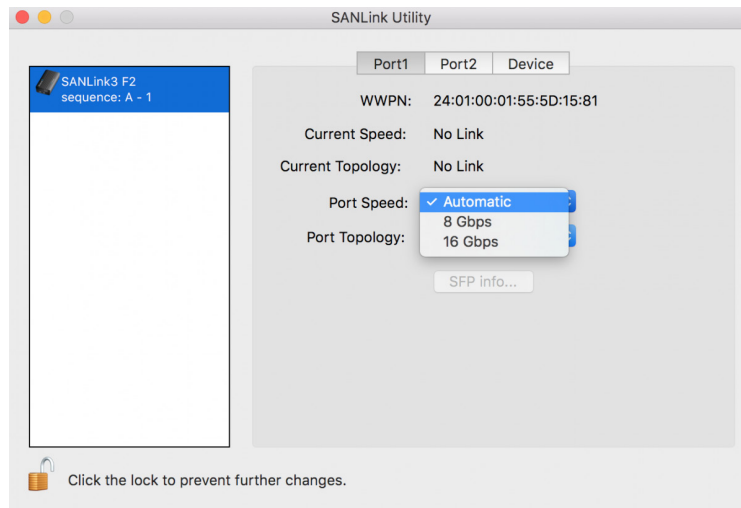 SANLink Utility
SANLink3 F2
sequence: A - 1
Port1 Port2 Device
WWPN: 24:01:00:01:55:5D:15:81
Current Speed: No Link
Current Topology: No Link
Port Speed: ✓ Automatic
8 Gbps
Port Topology: 16 Gbps
SFP info...
Click the lock to prevent further changes.